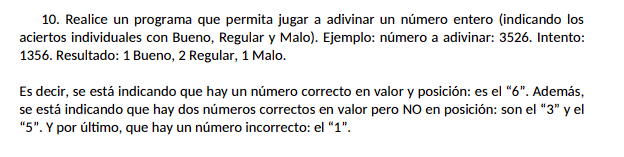 10. Realice un programa que permita jugar a adivinar un número entero (indicando los
aciertos individuales con Bueno, Regular y Malo). Ejemplo: número a adivinar: 3526. Intento:
1356. Resultado: 1 Bueno, 2 Regular, 1 Malo.
Es decir, se está indicando que hay un número correcto en valor y posición: es el “6”. Además,
se está indicando que hay dos números correctos en valor pero NO en posición: son el “3” y el
“5”. Y por último, que hay un número incorrecto: el “1”.